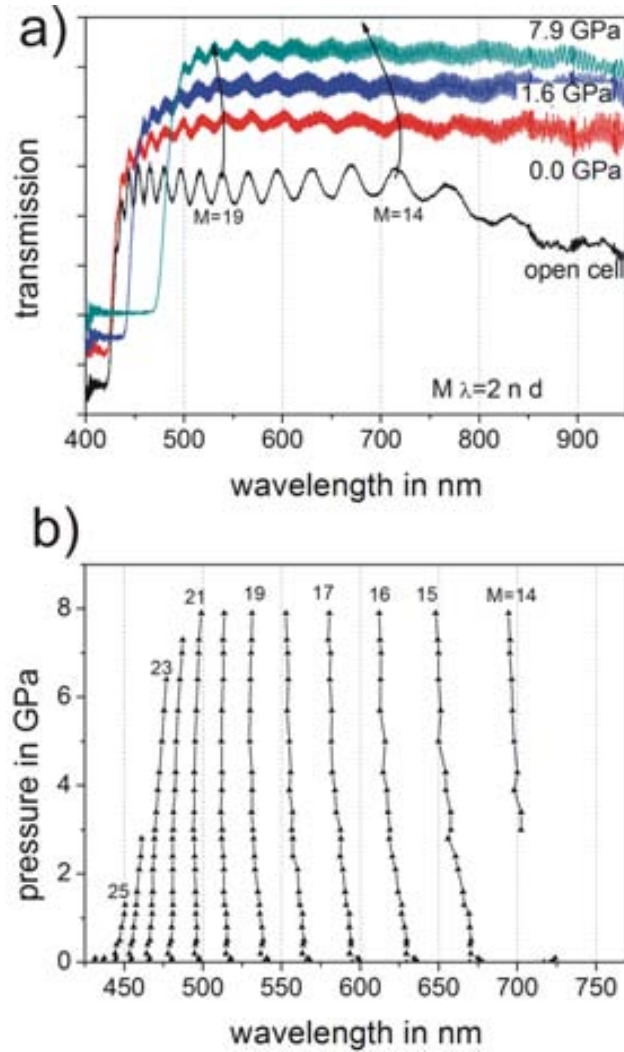 a)
7.9 GPa
1.6 GPa
0.0 GPa
open cell
M=19
M=14
M λ=2 n d
transmission
400 500 600 700 800 900
wavelength in nm
b)
8
6
4
2
0
21 19 17 16 15 M=14
23
25
pressure in GPa
450 500 550 600 650 700 750
wavelength in nm